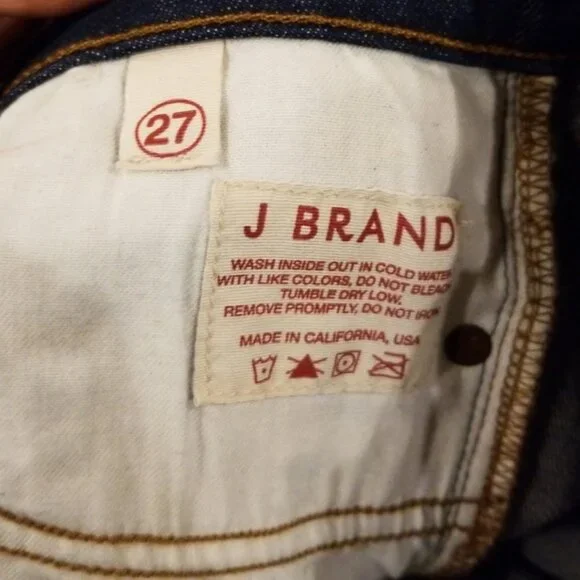 27
J BRAND
WASH INSIDE OUT IN COLD WATER
WITH LIKE COLORS, DO NOT BLEACH
TUMBLE DRY LOW.
REMOVE PROMPTLY, DO NOT IRON
MADE IN CALIFORNIA, USA